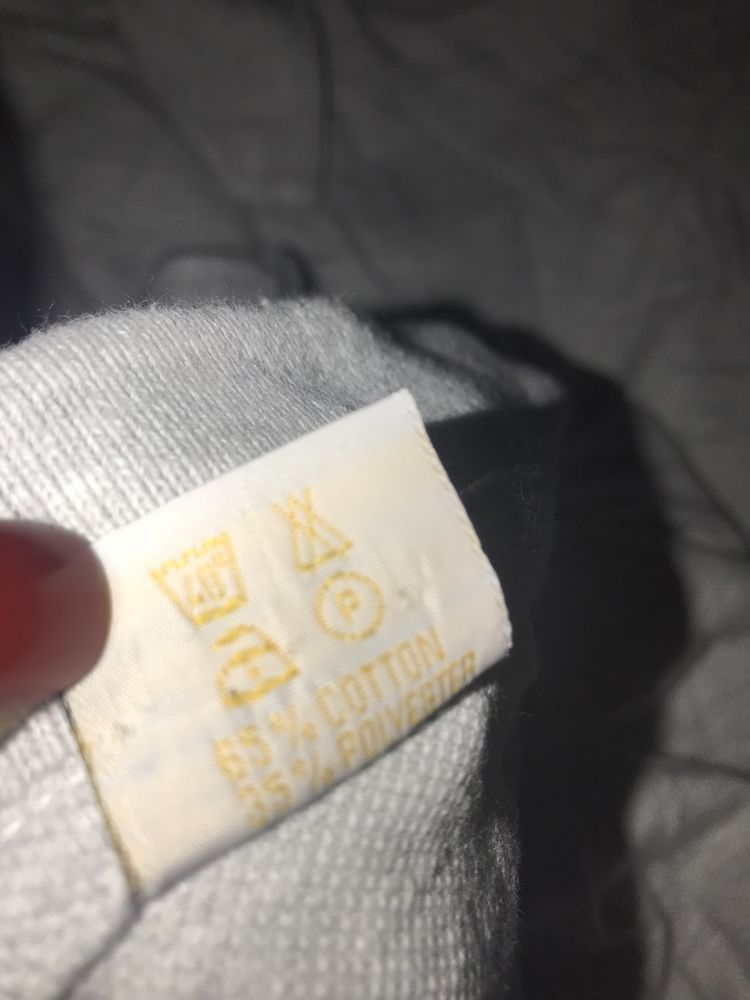 40°
P
65% COTTON
35% POLYESTER